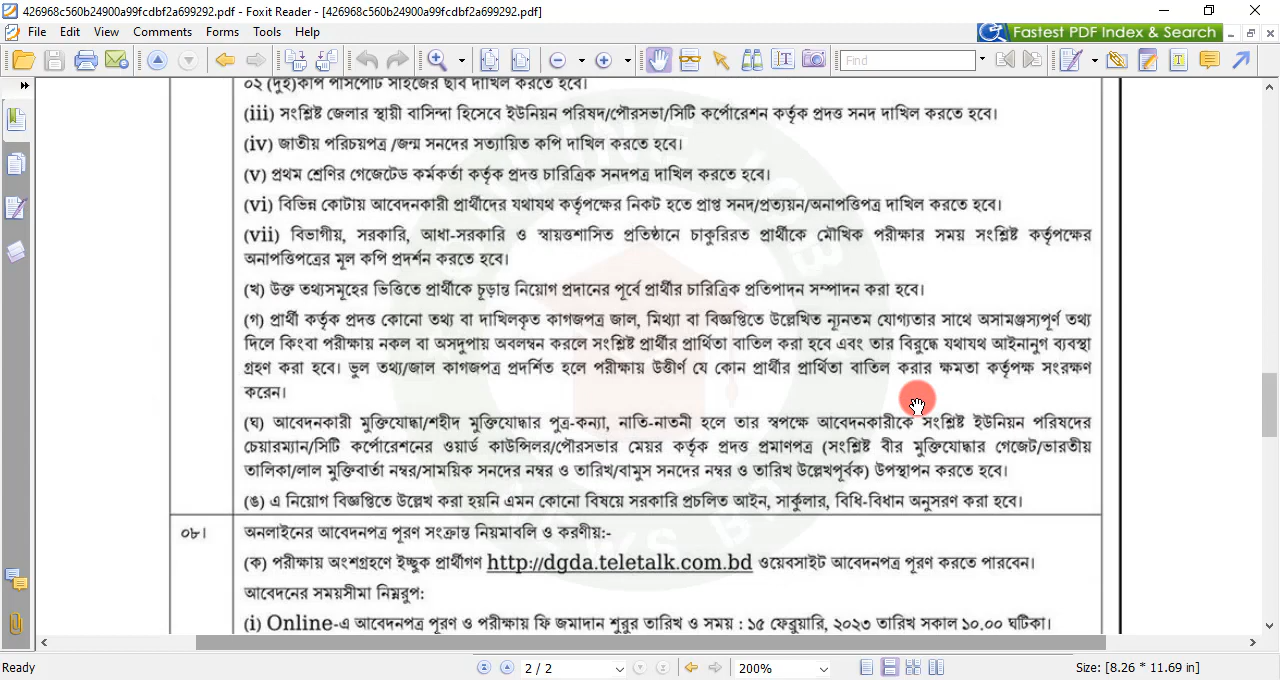 426968c560b24900a99fcdbf2a699292.pdf - Foxit Reader - [426968c560b24900a99fcdbf2a699292.pdf]
File Edit View Comments Forms Tools Help
Fastest PDF Index & Search
Find
০২ (দুই)কপি পাসপোর্ট সাইজের ছবি দাখিল করতে হবে।
(iii) সংশ্লিষ্ট জেলার স্থায়ী বাসিন্দা হিসেবে ইউনিয়ন পরিষদ/পৌরসভা/সিটি কর্পোরেশন কর্তৃক প্রদত্ত সনদ দাখিল করতে হবে।
(iv) জাতীয় পরিচয়পত্র /জন্ম সনদের সত্যায়িত কপি দাখিল করতে হবে।
(v) প্রথম শ্রেণির গেজেটেড কর্মকর্তা কর্তৃক প্রদত্ত চারিত্রিক সনদপত্র দাখিল করতে হবে।
(vi) বিভিন্ন কোটায় আবেদনকারী প্রার্থীদের যথাযথ কর্তৃপক্ষের নিকট হতে প্রাপ্ত সনদ/প্রত্যয়ন/অনাপত্তিপত্র দাখিল করতে হবে।
(vii) বিভাগীয়, সরকারি, আধা-সরকারি ও স্বায়ত্তশাসিত প্রতিষ্ঠানে চাকুরিরত প্রার্থীকে মৌখিক পরীক্ষার সময় সংশ্লিষ্ট কর্তৃপক্ষের
অনাপত্তিপত্রের মূল কপি প্রদর্শন করতে হবে।
(খ) উক্ত তথ্যসমূহের ভিত্তিতে প্রার্থীকে চূড়ান্ত নিয়োগ প্রদানের পূর্বে প্রার্থীর চারিত্রিক প্রতিপাদন সম্পাদন করা হবে।
(গ) প্রার্থী কর্তৃক প্রদত্ত কোনো তথ্য বা দাখিলকৃত কাগজপত্র জাল, মিথ্যা বা বিজ্ঞপ্তিতে উল্লেখিত ন্যূনতম যোগ্যতার সাথে অসামঞ্জস্যপূর্ণ তথ্য
দিলে কিংবা পরীক্ষায় নকল বা অসদুপায় অবলম্বন করলে সংশ্লিষ্ট প্রার্থীর প্রার্থিতা বাতিল করা হবে এবং তার বিরুদ্ধে যথাযথ আইনানুগ ব্যবস্থা
গ্রহণ করা হবে। ভুল তথ্য/জাল কাগজপত্র প্রদর্শিত হলে পরীক্ষায় উত্তীর্ণ যে কোন প্রার্থীর প্রার্থিতা বাতিল করার ক্ষমতা কর্তৃপক্ষ সংরক্ষণ
করেন।
(ঘ) আবেদনকারী মুক্তিযোদ্ধা/শহীদ মুক্তিযোদ্ধার পুত্র-কন্যা, নাতি-নাতনী হলে তার স্বপক্ষে আবেদনকারীকে সংশ্লিষ্ট ইউনিয়ন পরিষদের
চেয়ারম্যান/সিটি কর্পোরেশনের ওয়ার্ড কাউন্সিলর/পৌরসভার মেয়র কর্তৃক প্রদত্ত প্রমাণপত্র (সংশ্লিষ্ট বীর মুক্তিযোদ্ধার গেজেট/ভারতীয়
তালিকা/লাল মুক্তিবার্তা নম্বর/সাময়িক সনদের নম্বর ও তারিখ/বামুস সনদের নম্বর ও তারিখ উল্লেখপূর্বক) উপস্থাপন করতে হবে।
(ঙ) এ নিয়োগ বিজ্ঞপ্তিতে উল্লেখ করা হয়নি এমন কোনো বিষয়ে সরকারি প্রচলিত আইন, সার্কুলার, বিধি-বিধান অনুসরণ করা হবে।
০৮। অনলাইনের আবেদনপত্র পূরণ সংক্রান্ত নিয়মাবলি ও করণীয়:-
(ক) পরীক্ষায় অংশগ্রহণে ইচ্ছুক প্রার্থীগণ http://dgda.teletalk.com.bd ওয়েবসাইট আবেদনপত্র পূরণ করতে পারবেন।
আবেদনের সময়সীমা নিম্নরুপ:
(i) Online-এ আবেদনপত্র পূরণ ও পরীক্ষায় ফি জমাদান শুরুর তারিখ ও সময় : ১৫ ফেব্রুয়ারি, ২০২৩ তারিখ সকাল ১০.০০ ঘটিকা।
Ready 2 / 2 200% Size: [8.26 * 11.69 in]